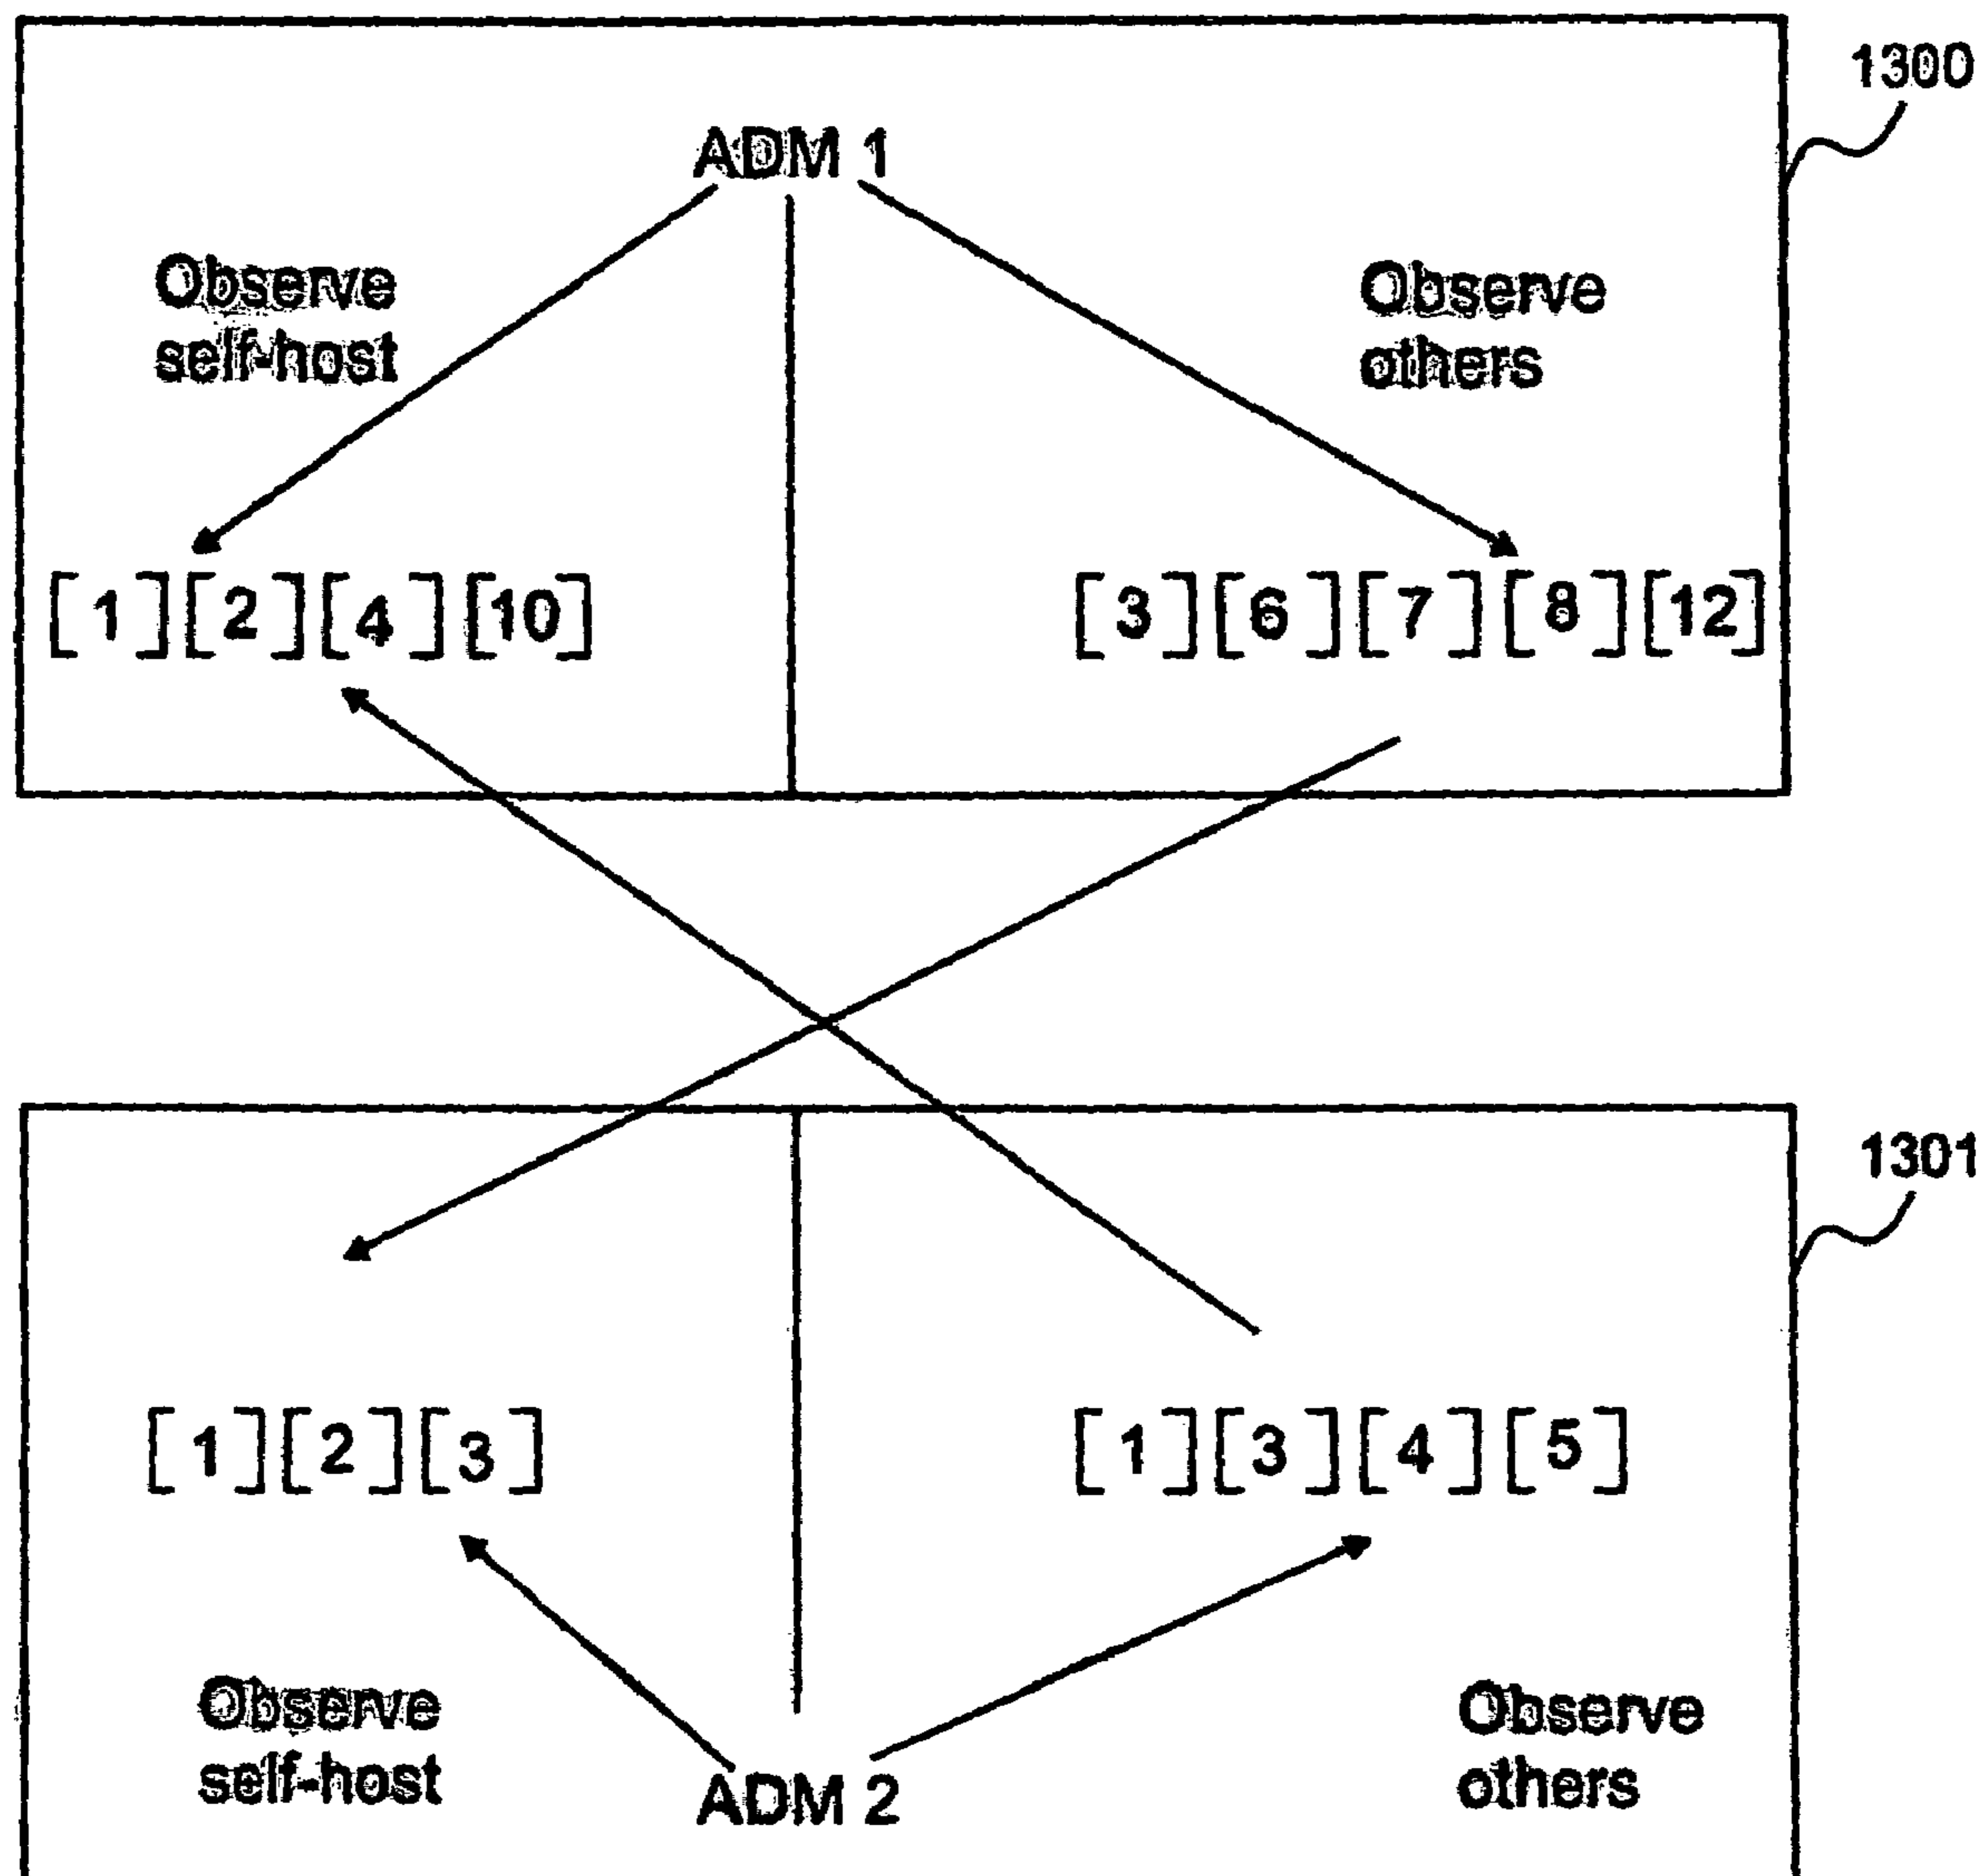 1300
ADM 1
Observe
self-host
Observe
others
[1][2][4][10]
[3][6][7][8][12]
1301
[1][2][3]
[1][3][4][5]
Observe
self-host
Observe
others
ADM 2